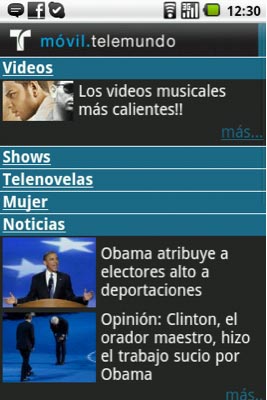 12:30
móvil.telemundo
Videos
Los videos musicales
más calientes!!
más...
Shows
Telenovelas
Mujer
Noticias
Obama atribuye a
electores alto a
deportaciones
Opinión: Clinton, el
orador maestro, hizo
el trabajo sucio por
Obama
más..